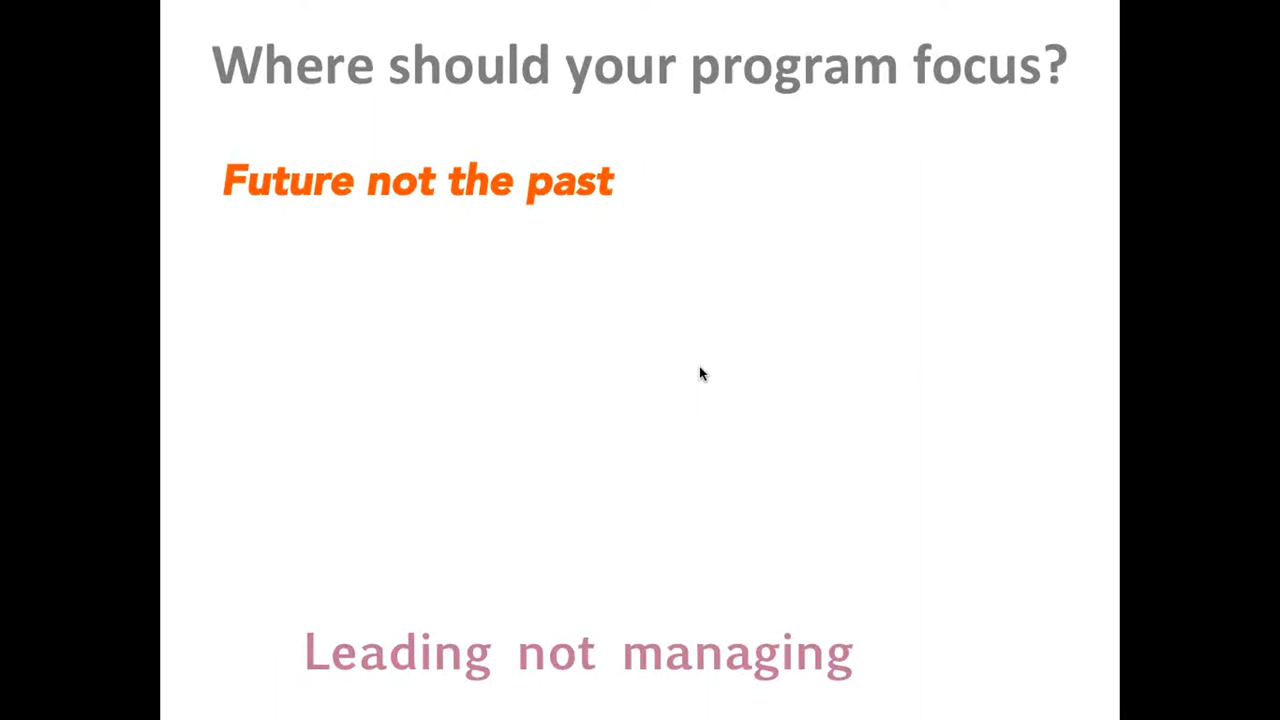 Where should your program focus?
Future not the past
Leading not managing